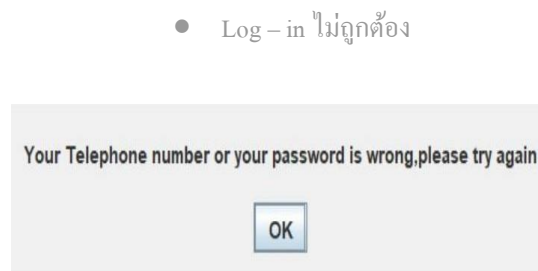 ● Log – in ไม่ถูกต้อง
Your Telephone number or your password is wrong,please try again
OK